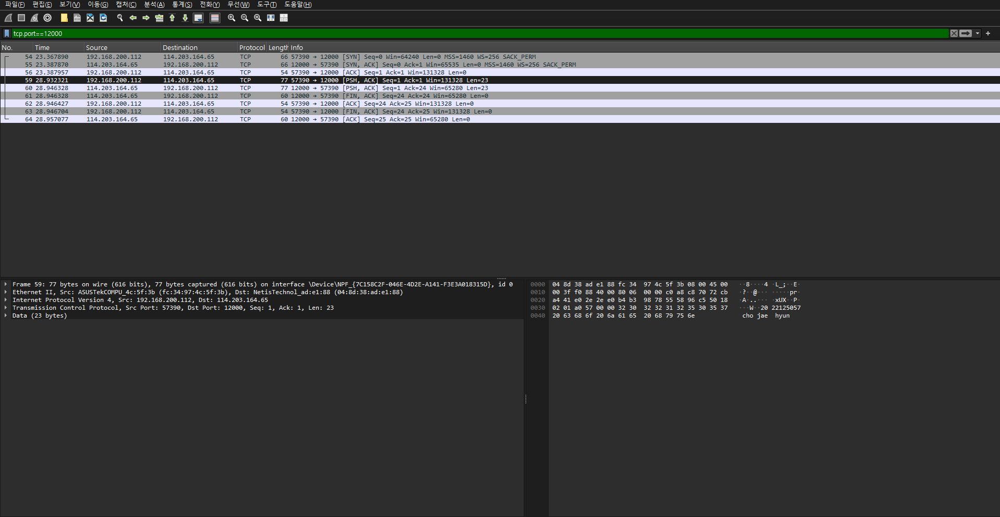 파일(F) 편집(E) 보기(V) 이동(G) 캡처(C) 분석(A) 통계(S) 전화(Y) 무선(W) 도구(T) 도움말(H)
tcp.port==12000
No. Time Source Destination Protocol Length Info
54 23.367890 192.168.200.112 114.203.164.65 TCP 66 57390 → 12000 [SYN] Seq=0 Win=64240 Len=0 MSS=1460 WS=256 SACK_PERM
55 23.387870 114.203.164.65 192.168.200.112 TCP 66 12000 → 57390 [SYN, ACK] Seq=0 Ack=1 Win=65535 Len=0 MSS=1460 WS=256 SACK_PERM
56 23.387957 192.168.200.112 114.203.164.65 TCP 54 57390 → 12000 [ACK] Seq=1 Ack=1 Win=131328 Len=0
59 28.932321 192.168.200.112 114.203.164.65 TCP 77 57390 → 12000 [PSH, ACK] Seq=1 Ack=1 Win=131328 Len=23
60 28.946328 114.203.164.65 192.168.200.112 TCP 77 12000 → 57390 [PSH, ACK] Seq=1 Ack=24 Win=65280 Len=23
61 28.946328 114.203.164.65 192.168.200.112 TCP 60 12000 → 57390 [FIN, ACK] Seq=24 Ack=24 Win=65280 Len=0
62 28.946427 192.168.200.112 114.203.164.65 TCP 54 57390 → 12000 [ACK] Seq=24 Ack=25 Win=131328 Len=0
63 28.946704 192.168.200.112 114.203.164.65 TCP 54 57390 → 12000 [FIN, ACK] Seq=24 Ack=25 Win=131328 Len=0
64 28.957077 114.203.164.65 192.168.200.112 TCP 60 12000 → 57390 [ACK] Seq=25 Ack=25 Win=65280 Len=0
Frame 59: 77 bytes on wire (616 bits), 77 bytes captured (616 bits) on interface \Device\NPF_{7C158C2F-046E-4D2E-A141-F3E3A018315D}, id 0
Ethernet II, Src: ASUSTekCOMPU_4c:5f:3b (fc:34:97:4c:5f:3b), Dst: NetisTechnol_ad:e1:88 (04:8d:38:ad:e1:88)
Internet Protocol Version 4, Src: 192.168.200.112, Dst: 114.203.164.65
Transmission Control Protocol, Src Port: 57390, Dst Port: 12000, Seq: 1, Ack: 1, Len: 23
Data (23 bytes)
0000 04 8d 38 ad e1 88 fc 34 97 4c 5f 3b 08 00 45 00 ··8····4 ·L_;··E·
0010 00 3f f0 88 40 00 80 06 00 00 c0 a8 c8 70 72 cb ·?··@··· ·····pr·
0020 a4 41 e0 2e 2e e0 b4 b3 98 78 55 58 96 c5 50 18 ·A·..··· ·xUX··P·
0030 02 01 a0 57 00 00 32 30 32 32 31 32 35 30 35 37 ···W··20 22125057
0040 20 63 68 6f 20 6a 61 65 20 68 79 75 6e cho jae hyun